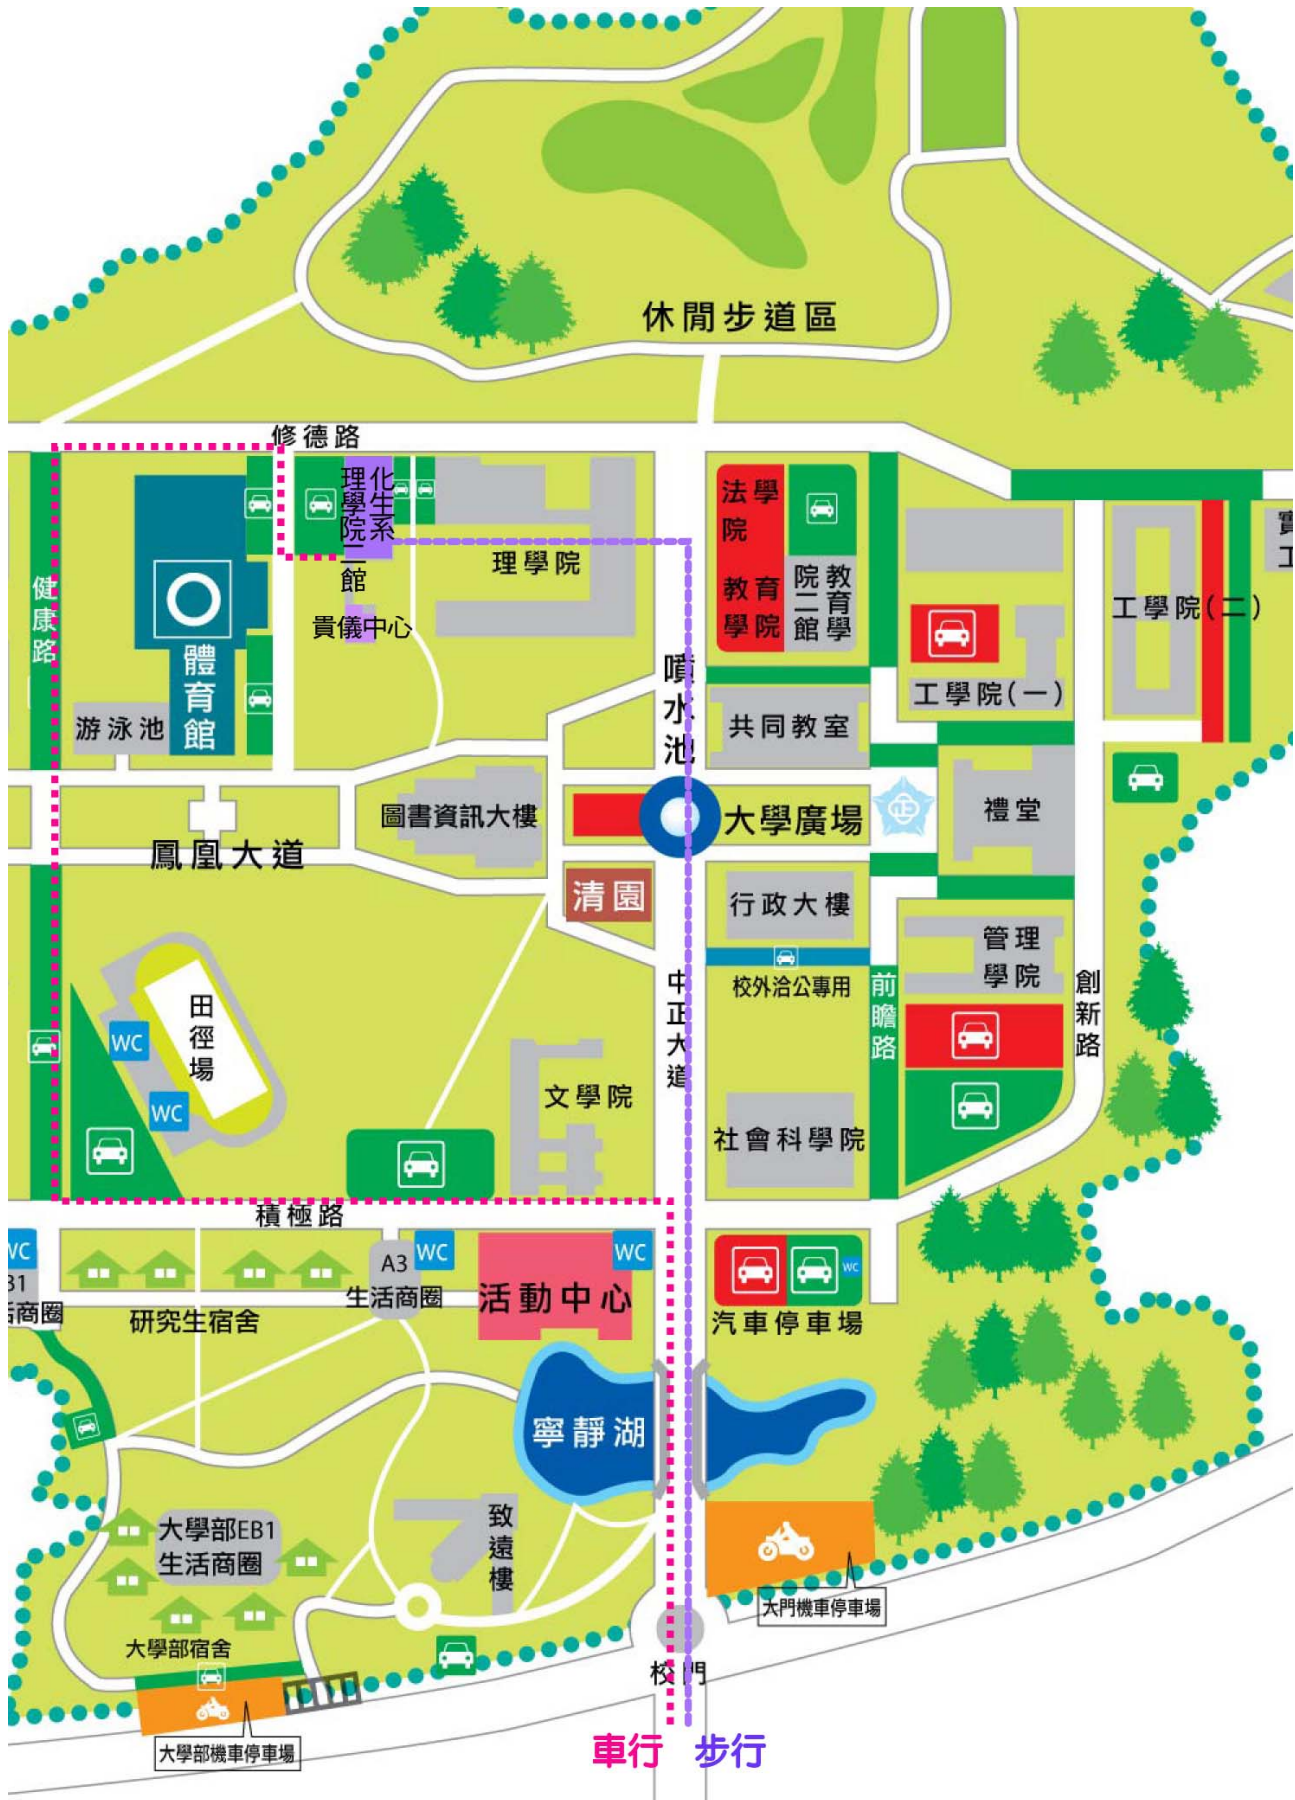 休閒步道區
修德路
理學院二館
化生系
貴儀中心
理學院
法學院
教育學院
教育學院二館
健康路
體育館
游泳池
噴水池
共同教室
工學院(一)
工學院(二)
圖書資訊大樓
大學廣場
禮堂
鳳凰大道
清園
行政大樓
校外洽公專用
中正大道
前瞻路
管理學院
創新路
田徑場
WC
WC
文學院
社會科學院
積極路
WC
A3
生活商圈
WC
活動中心
WC
研究生宿舍
WC
汽車停車場
寧靜湖
大學部EB1
生活商圈
致遠樓
大學部宿舍
大門機車停車場
校門
大學部機車停車場
車行
步行